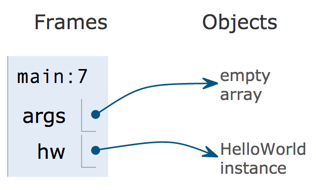 Frames Objects
main:7
args
empty
array
hw
HelloWorld
instance